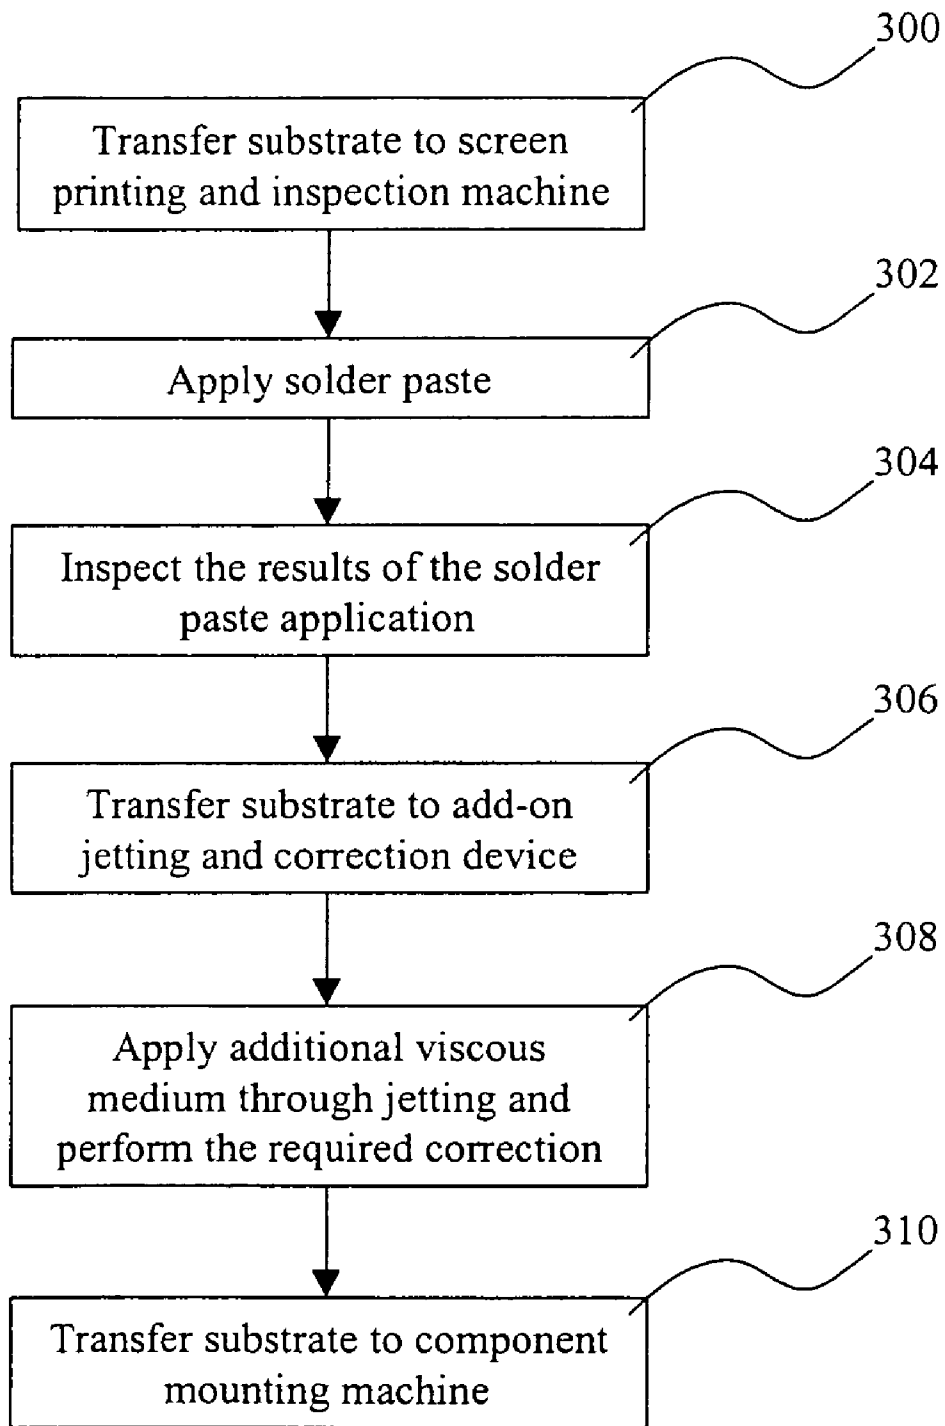 300
Transfer substrate to screen
printing and inspection machine
302
Apply solder paste
304
Inspect the results of the solder
paste application
306
Transfer substrate to add-on
jetting and correction device
308
Apply additional viscous
medium through jetting and
perform the required correction
310
Transfer substrate to component
mounting machine